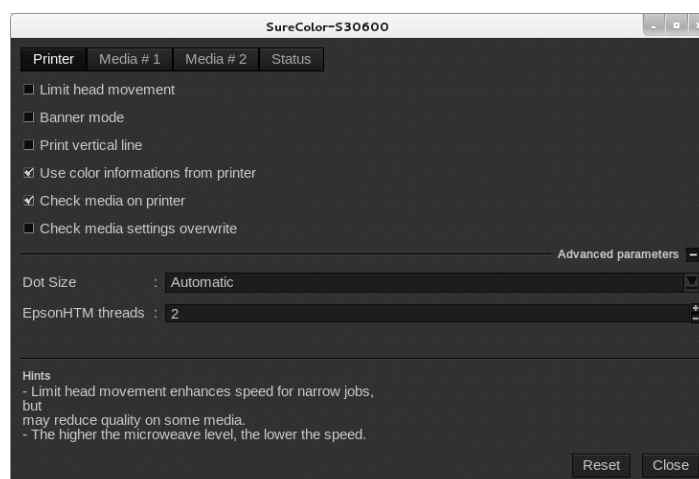 SureColor-S30600
Printer Media # 1 Media # 2 Status
Limit head movement
Banner mode
Print vertical line
Use color informations from printer
Check media on printer
Check media settings overwrite
Advanced parameters
Dot Size : Automatic
EpsonHTM threads : 2
Hints
- Limit head movement enhances speed for narrow jobs,
but
may reduce quality on some media.
- The higher the microweave level, the lower the speed.
Reset Close